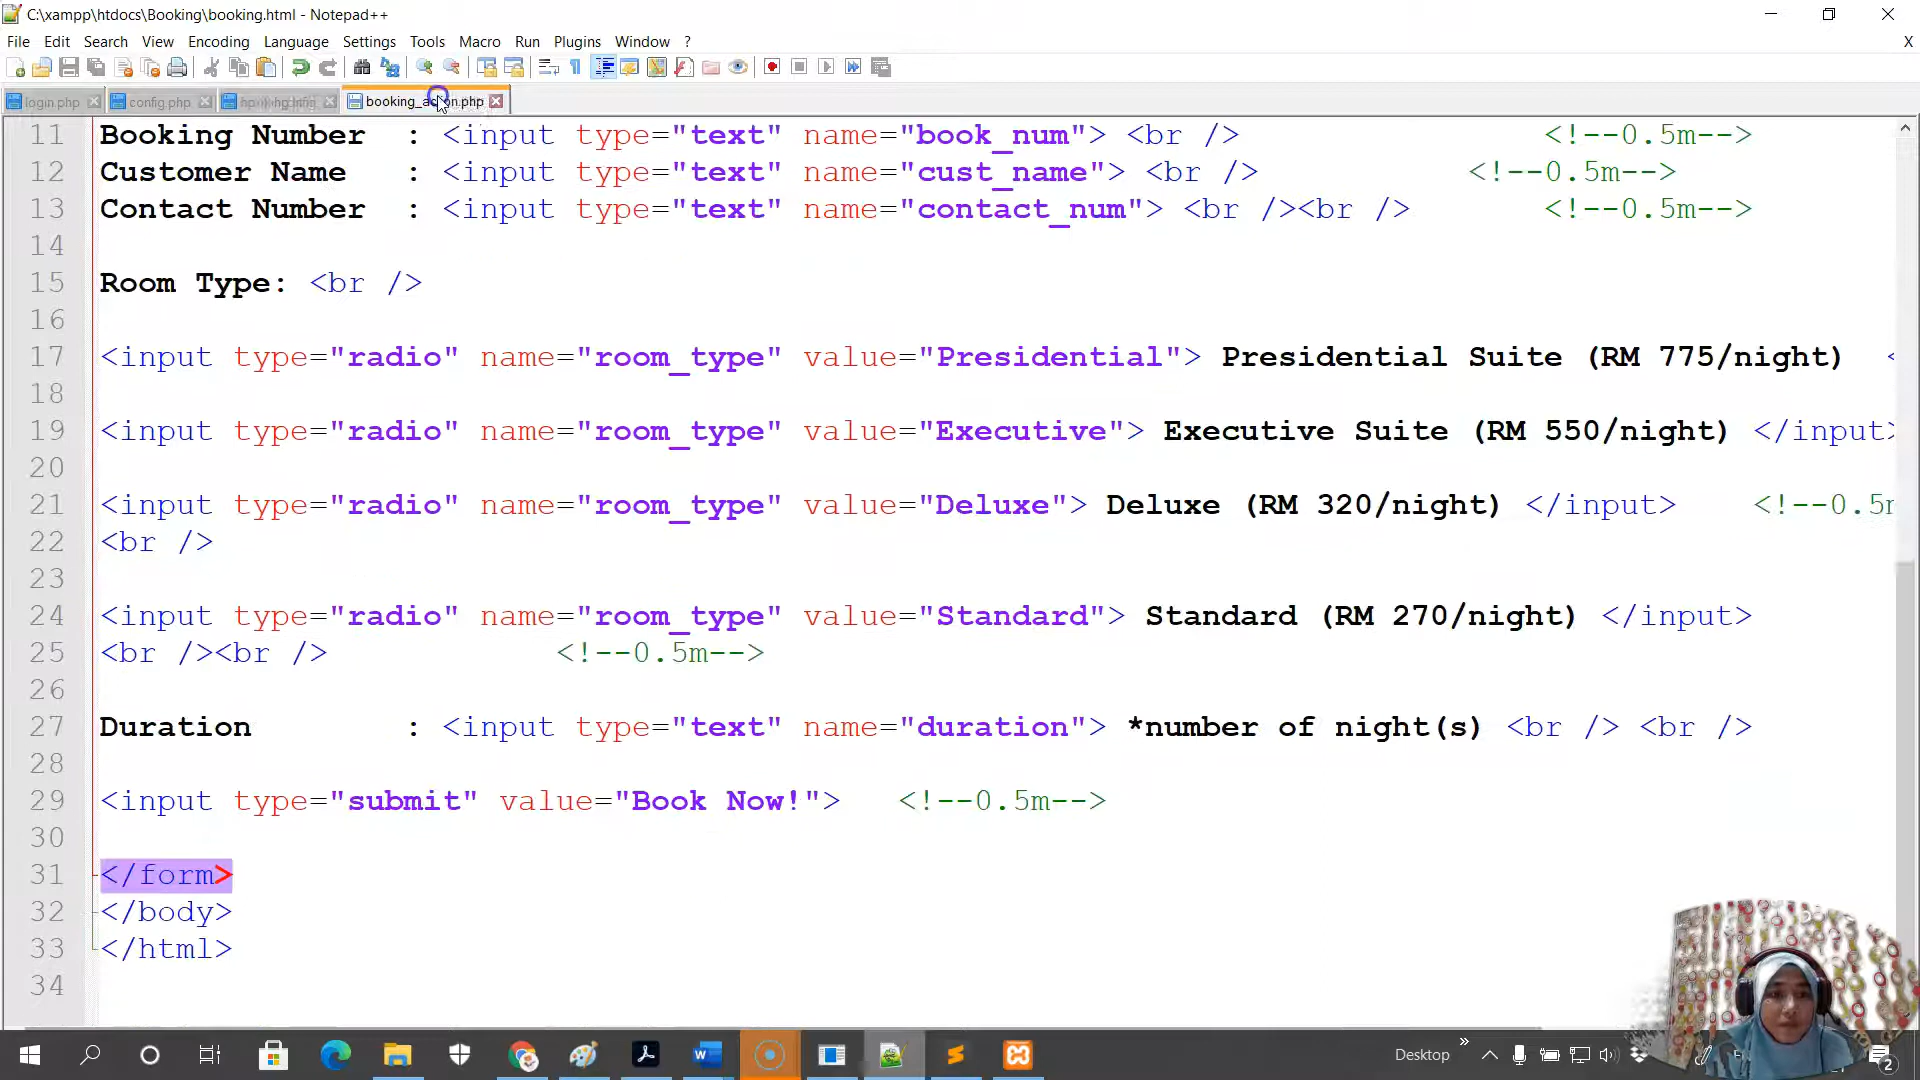 C:\xampp\htdocs\Booking\booking.html - Notepad++
File Edit Search View Encoding Language Settings Tools Macro Run Plugins Window ? X
login.php config.php booking_action.php
11 Booking Number : <input type="text" name="book_num"> <br /> <!--0.5m-->
12 Customer Name : <input type="text" name="cust_name"> <br /> <!--0.5m-->
13 Contact Number : <input type="text" name="contact_num"> <br /><br /> <!--0.5m-->
14
15 Room Type: <br />
16
17 <input type="radio" name="room_type" value="Presidential"> Presidential Suite (RM 775/night) <
18
19 <input type="radio" name="room_type" value="Executive"> Executive Suite (RM 550/night) </input>
20
21 <input type="radio" name="room_type" value="Deluxe"> Deluxe (RM 320/night) </input> <!--0.5m
22 <br />
23
24 <input type="radio" name="room_type" value="Standard"> Standard (RM 270/night) </input>
25 <br /><br /> <!--0.5m-->
26
27 Duration : <input type="text" name="duration"> *number of night(s) <br /> <br />
28
29 <input type="submit" value="Book Now!"> <!--0.5m-->
30
31 </form>
32 </body>
33 </html>
34
Desktop
2